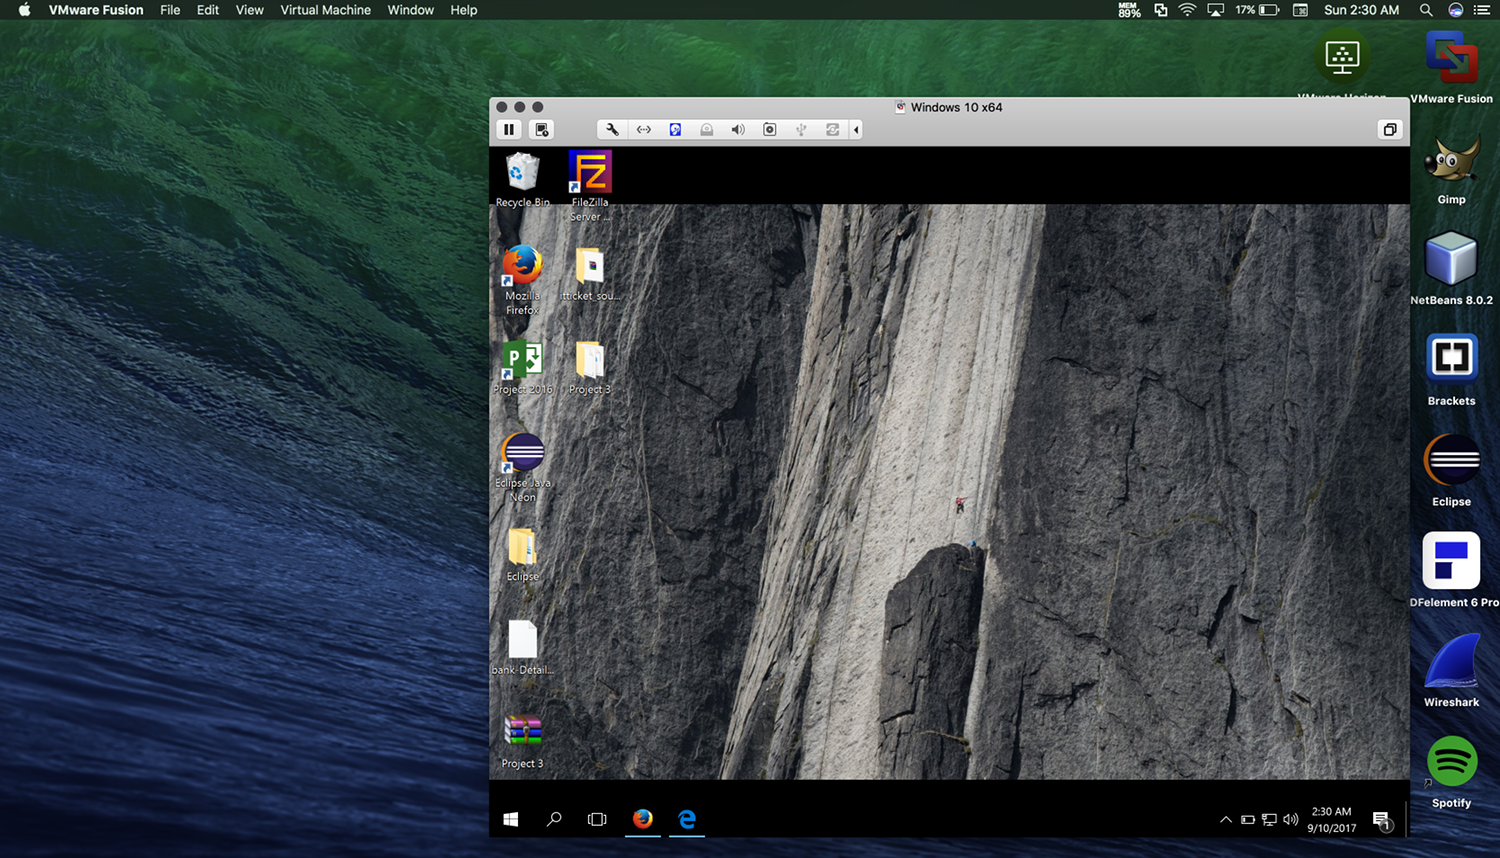 VMware Fusion File Edit View Virtual Machine Window Help
MEM
89%
17%
Sun 2:30 AM
VMware Horizon
VMware Fusion
Windows 10 x64
Recycle Bin
FileZilla
Server ...
Mozilla
Firefox
itticket_sou...
Project 2016
Project 3
Eclipse Java
Neon
Eclipse
bank-Detail...
Project 3
Gimp
NetBeans 8.0.2
Brackets
Eclipse
DFelement 6 Pro
Wireshark
Spotify
2:30 AM
9/10/2017
1